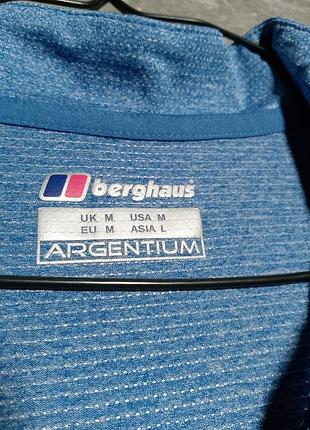 berghaus
UK M USA M
EU M ASIA L
ARGENTIUM